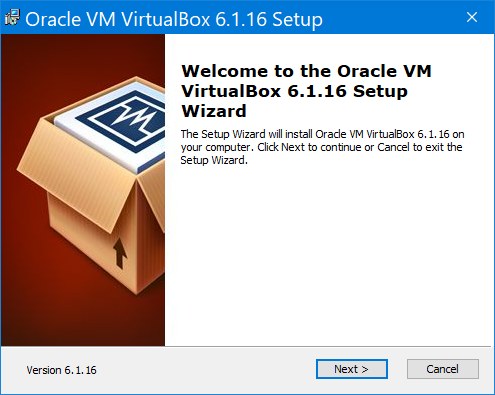 Oracle VM VirtualBox 6.1.16 Setup
Welcome to the Oracle VM
VirtualBox 6.1.16 Setup
Wizard
The Setup Wizard will install Oracle VM VirtualBox 6.1.16 on
your computer. Click Next to continue or Cancel to exit the
Setup Wizard.
Version 6.1.16
Next >
Cancel